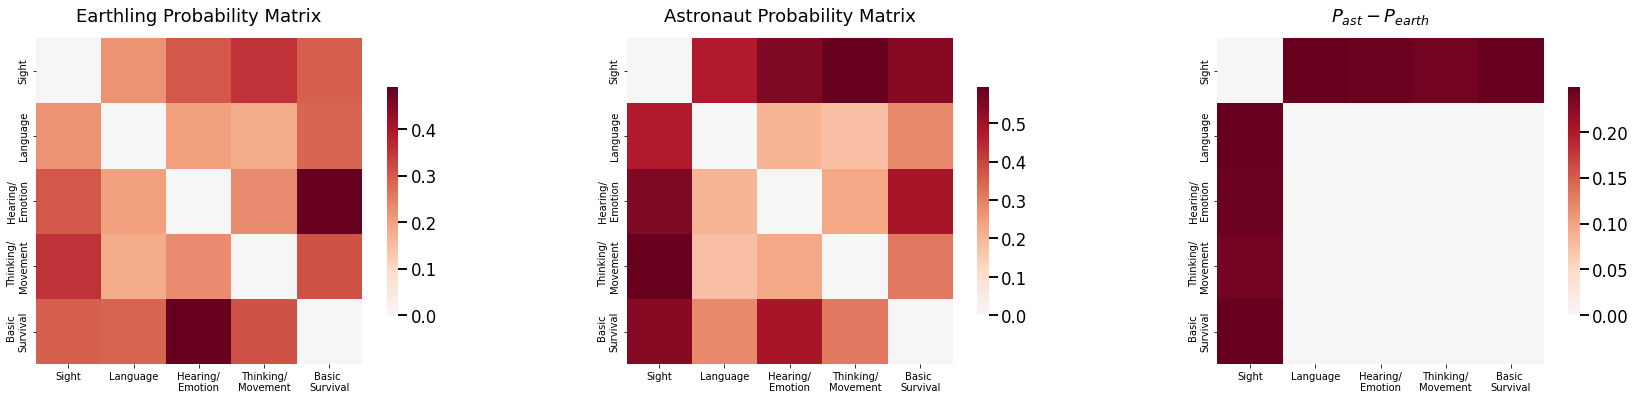 Earthling Probability Matrix
Sight
Language
Hearing/
Emotion
Thinking/
Movement
Basic
Survival
0.4
0.3
0.2
0.1
0.0
Sight
Language
Hearing/
Emotion
Thinking/
Movement
Basic
Survival
Astronaut Probability Matrix
Sight
Language
Hearing/
Emotion
Thinking/
Movement
Basic
Survival
0.5
0.4
0.3
0.2
0.1
0.0
Sight
Language
Hearing/
Emotion
Thinking/
Movement
Basic
Survival
P_{ast} − P_{earth}
Sight
Language
Hearing/
Emotion
Thinking/
Movement
Basic
Survival
0.20
0.15
0.10
0.05
0.00
Sight
Language
Hearing/
Emotion
Thinking/
Movement
Basic
Survival